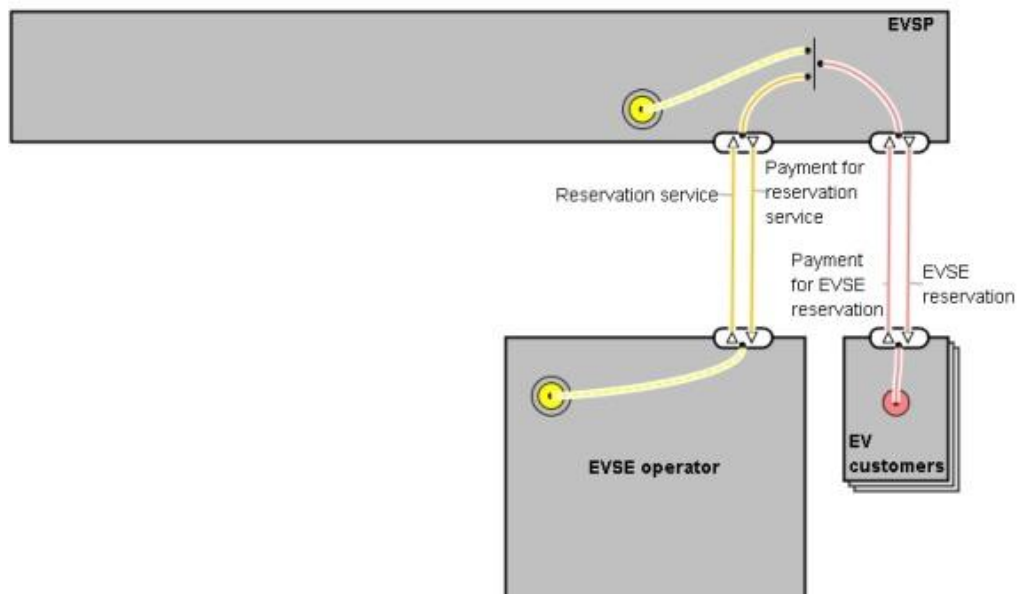 EVSP
Reservation service
Payment for
reservation
service
Payment
for EVSE
reservation
EVSE
reservation
EVSE operator
EV
customers